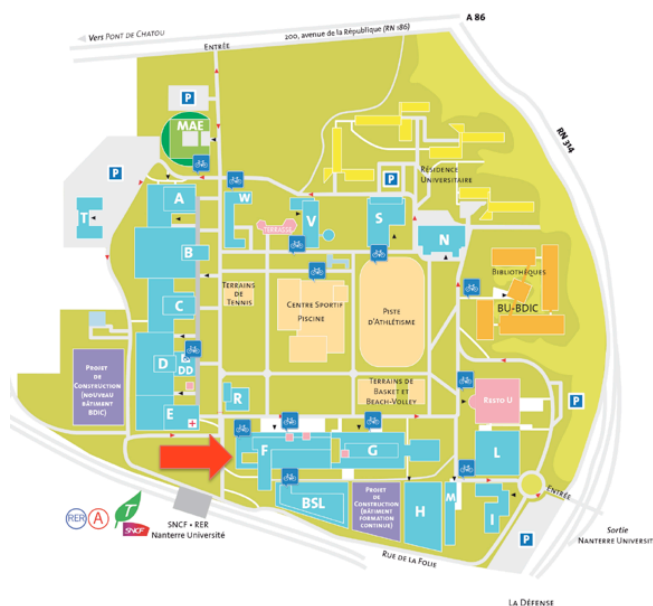 A 86
Vers PONT DE CHATOU
200, AVENUE DE LA RÉPUBLIQUE (RN 186)
ENTRÉE
P
MAE
RN 314
P
RÉSIDENCE
UNIVERSITAIRE
P
T
A
W
V
S
N
TERRASSE
B
BIBLIOTHÈQUES
BU-BDIC
TERRAINS
DE
TENNIS
CENTRE SPORTIF
PISCINE
PISTE
D'ATHLÉTISME
C
PROJET
DE
CONSTRUCTION
(NOUVEAU
BÂTIMENT
BDIC)
D
DD
E
R
TERRAINS DE
BASKET ET
BEACH-VOLLEY
RESTO U
P
F
G
L
BSL
PROJET
DE
CONSTRUCTION
(BÂTIMENT
FORMATION
CONTINUE)
H
M
I
ENTRÉE
P
RER
A
T
SNCF
SNCF • RER
Nanterre Université
RUE DE LA FOLIE
Sortie
NANTERRE UNIVERSIT
LA DÉFENSE